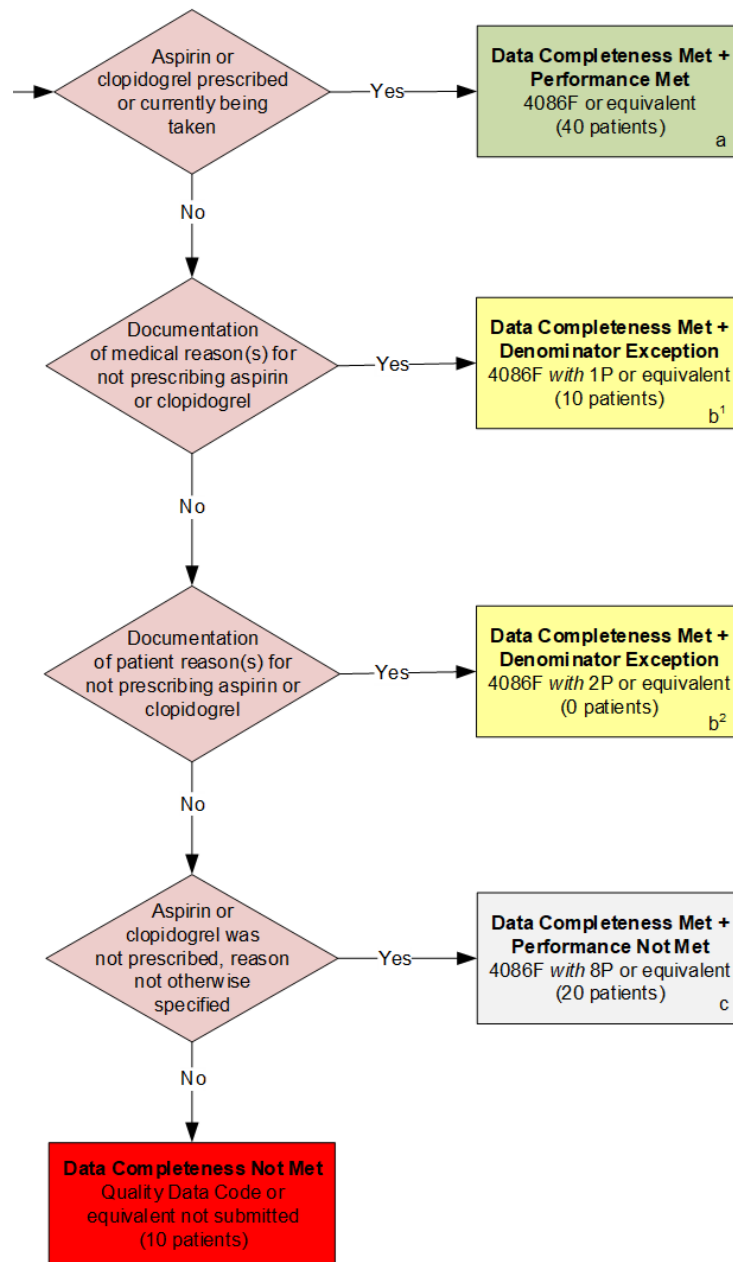 Aspirin or
clopidogrel prescribed
or currently being
taken
Yes
Data Completeness Met +
Performance Met
4086F or equivalent
(40 patients)
a
No
Documentation
of medical reason(s) for
not prescribing aspirin
or clopidogrel
Yes
Data Completeness Met +
Denominator Exception
4086F with 1P or equivalent
(10 patients)
b¹
No
Documentation
of patient reason(s) for
not prescribing aspirin or
clopidogrel
Yes
Data Completeness Met +
Denominator Exception
4086F with 2P or equivalent
(0 patients)
b²
No
Aspirin or
clopidogrel was
not prescribed, reason
not otherwise
specified
Yes
Data Completeness Met +
Performance Not Met
4086F with 8P or equivalent
(20 patients)
c
No
Data Completeness Not Met
Quality Data Code or
equivalent not submitted
(10 patients)